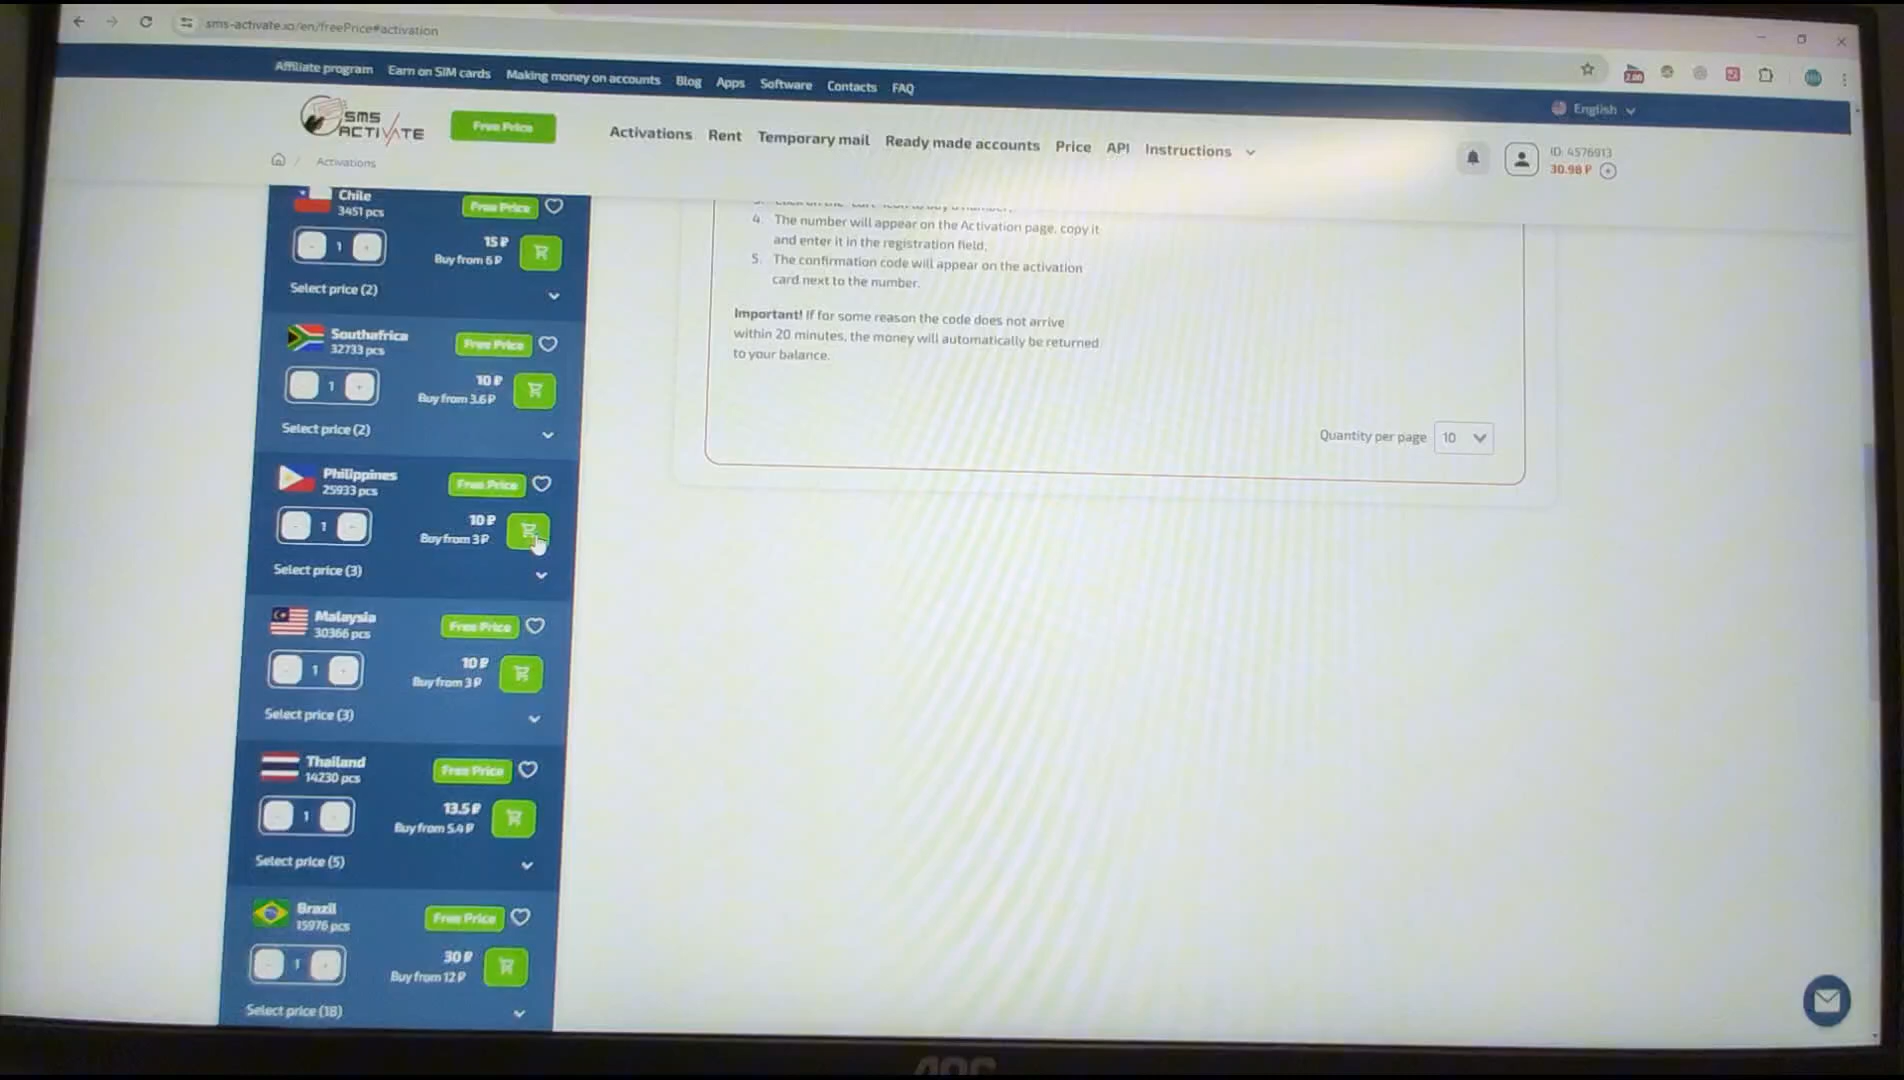 sms-activate.io/en/freePrice#activation
Affiliate program Earn on SIM cards Making money on accounts Blog Apps Software Contacts FAQ
English
SMS
ACTIVATE
Free Price
Activations Rent Temporary mail Ready made accounts Price API Instructions
ID: 4576913
30.98 ₽
Activations
Chile
3451 pcs
Free Price
1
15 ₽
Buy from 6 ₽
Select price (2)
Southafrica
32733 pcs
Free Price
1
10 ₽
Buy from 3.6 ₽
Select price (2)
Philippines
25933 pcs
Free Price
1
10 ₽
Buy from 3 ₽
Select price (3)
Malaysia
30366 pcs
Free Price
1
10 ₽
Buy from 3 ₽
Select price (3)
Thailand
14230 pcs
Free Price
1
13.5 ₽
Buy from 5.4 ₽
Select price (5)
Brazil
15976 pcs
Free Price
1
30 ₽
Buy from 12 ₽
Select price (18)
4. The number will appear on the Activation page, copy it
and enter it in the registration field;
5. The confirmation code will appear on the activation
card next to the number.
Important! If for some reason the code does not arrive
within 20 minutes, the money will automatically be returned
to your balance.
Quantity per page 10
AOC